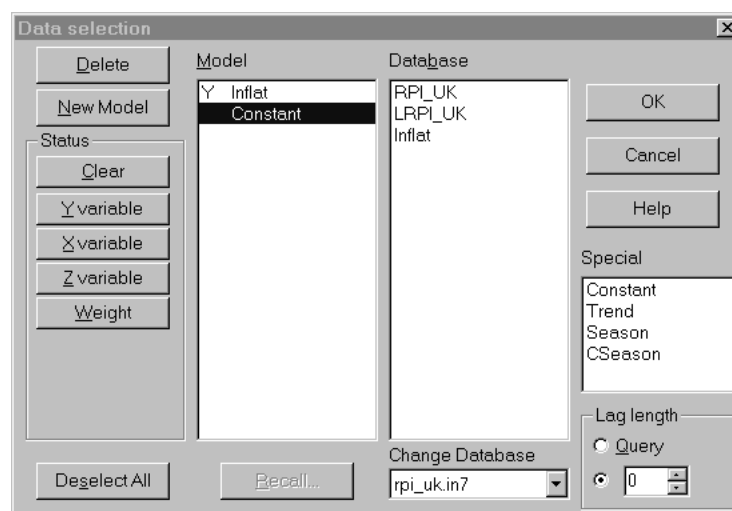 Data selection
Delete
New Model
Status
Clear
Y variable
X variable
Z variable
Weight
Deselect All
Model
Y Inflat
Constant
Recall...
Database
RPI_UK
LRPI_UK
Inflat
Change Database
rpi_uk.in7
OK
Cancel
Help
Special
Constant
Trend
Season
CSeason
Lag length
Query
0